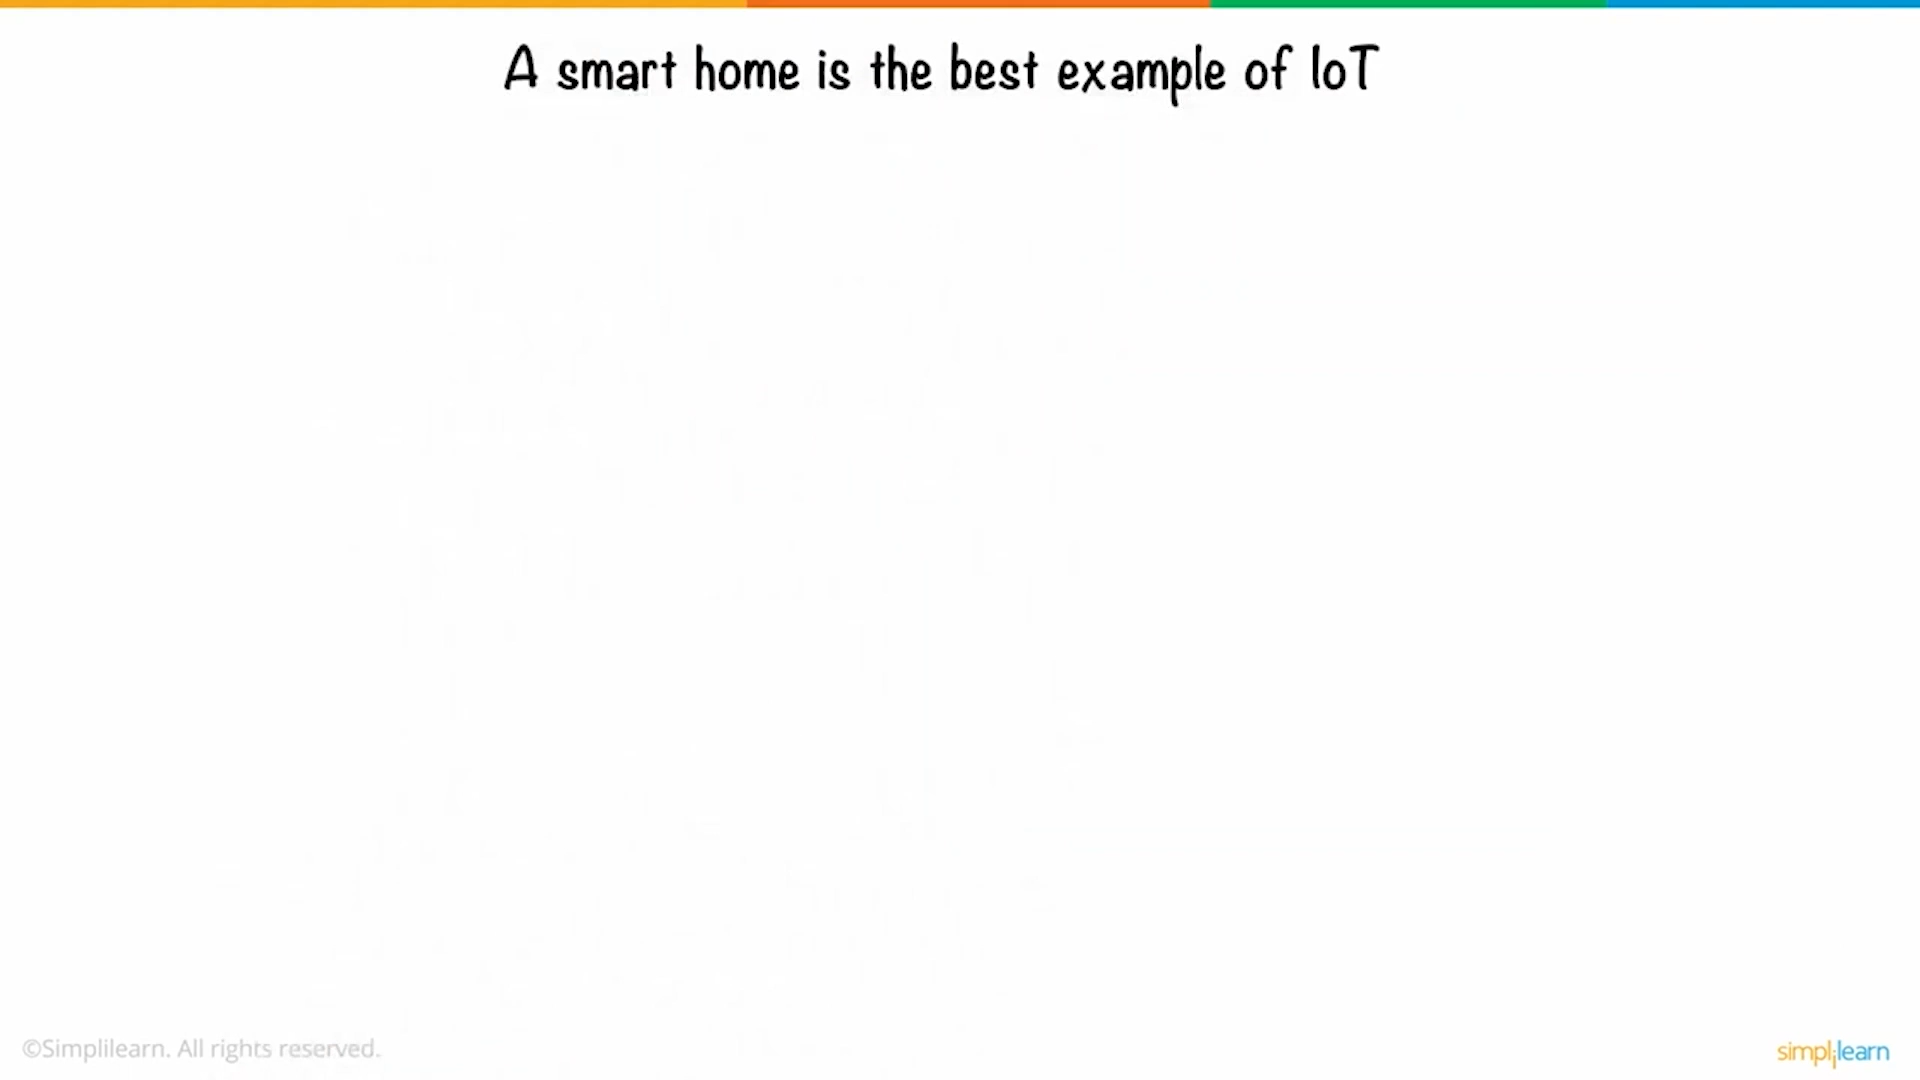 A smart home is the best example of IoT
©Simplilearn. All rights reserved.
simplilearn